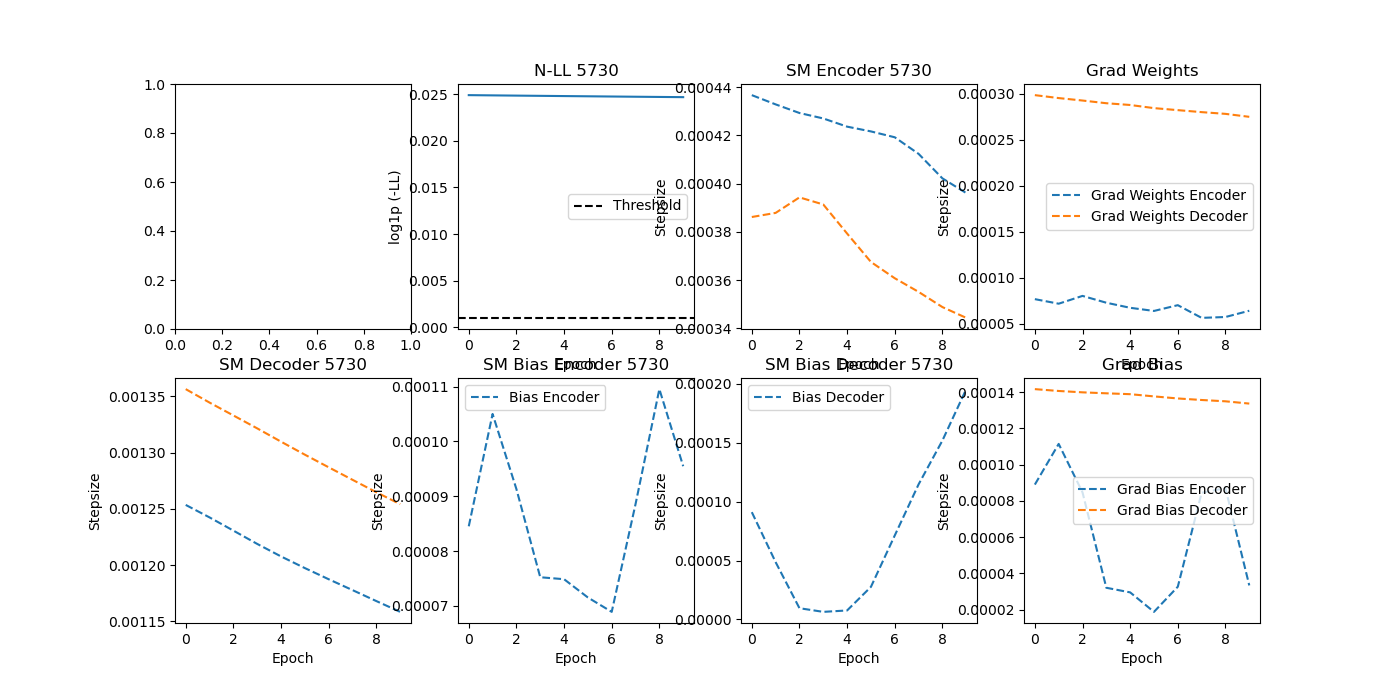 N-LL 5730
SM Encoder 5730
Grad Weights
1.0
0.8
0.6
0.4
0.2
0.0
0.0 0.2 0.4 0.6 0.8 1.0
log1p (-LL)
0.025
0.020
0.015
0.010
0.005
0.000
Threshold
0 2 4 6 8
Epoch
Stepsize
0.00044
0.00042
0.00040
0.00038
0.00036
0.00034
0 2 4 6 8
Epoch
Stepsize
0.00030
0.00025
0.00020
0.00015
0.00010
0.00005
Grad Weights Encoder
Grad Weights Decoder
0 2 4 6 8
Epoch
SM Decoder 5730
SM Bias Encoder 5730
SM Bias Decoder 5730
Grad Bias
Stepsize
0.00135
0.00130
0.00125
0.00120
0.00115
0 2 4 6 8
Epoch
Stepsize
0.00011
0.00010
0.00009
0.00008
0.00007
Bias Encoder
0 2 4 6 8
Epoch
Stepsize
0.00020
0.00015
0.00010
0.00005
0.00000
Bias Decoder
0 2 4 6 8
Epoch
Stepsize
0.00014
0.00012
0.00010
0.00008
0.00006
0.00004
0.00002
Grad Bias Encoder
Grad Bias Decoder
0 2 4 6 8
Epoch